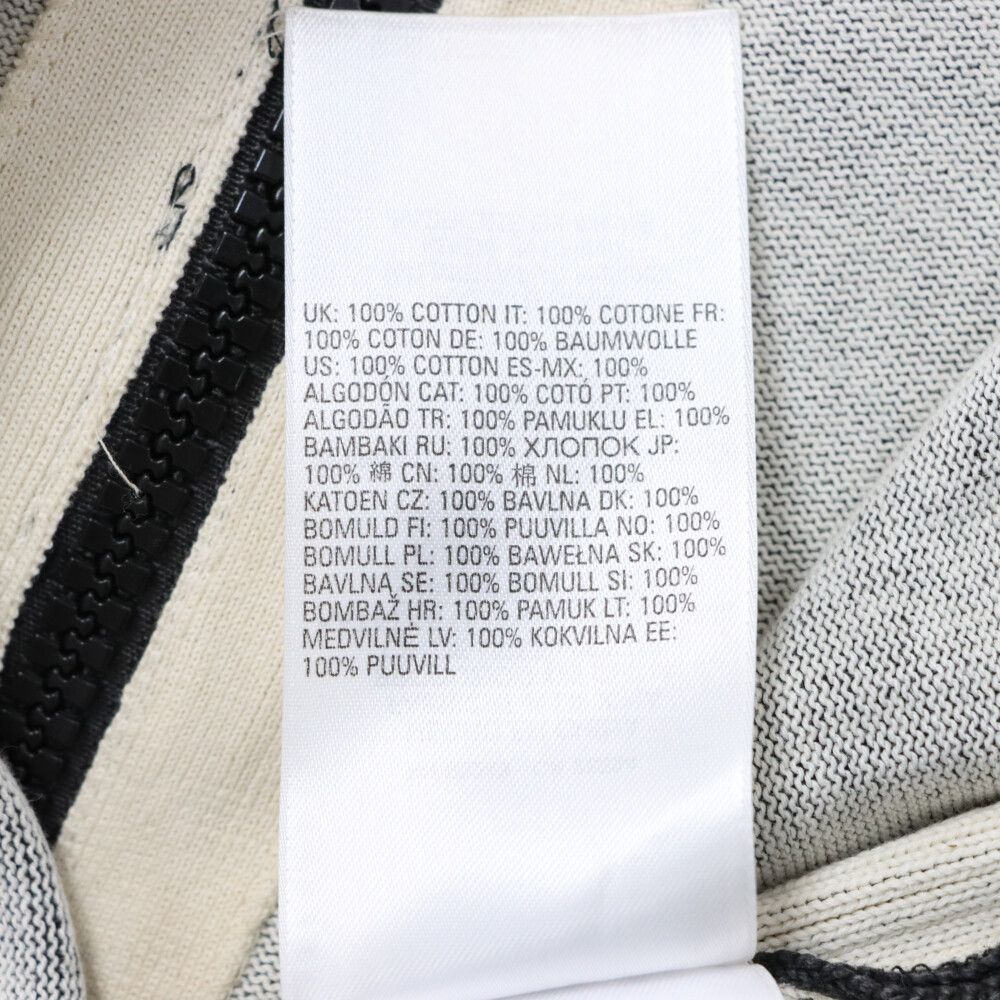 UK: 100% COTTON IT: 100% COTONE FR:
100% COTON DE: 100% BAUMWOLLE
US: 100% COTTON ES-MX: 100%
ALGODÓN CAT: 100% COTÓ PT: 100%
ALGODÃO TR: 100% PAMUKLU EL: 100%
BAMBAKI RU: 100% ХЛОПОК JP:
100% 綿 CN: 100% 棉 NL: 100%
KATOEN CZ: 100% BAVLNA DK: 100%
BOMULD FI: 100% PUUVILLA NO: 100%
BOMULL PL: 100% BAWEŁNA SK: 100%
BAVLNA SE: 100% BOMULL SI: 100%
BOMBAŽ HR: 100% PAMUK LT: 100%
MEDVILNĖ LV: 100% KOKVILNA EE:
100% PUUVILL